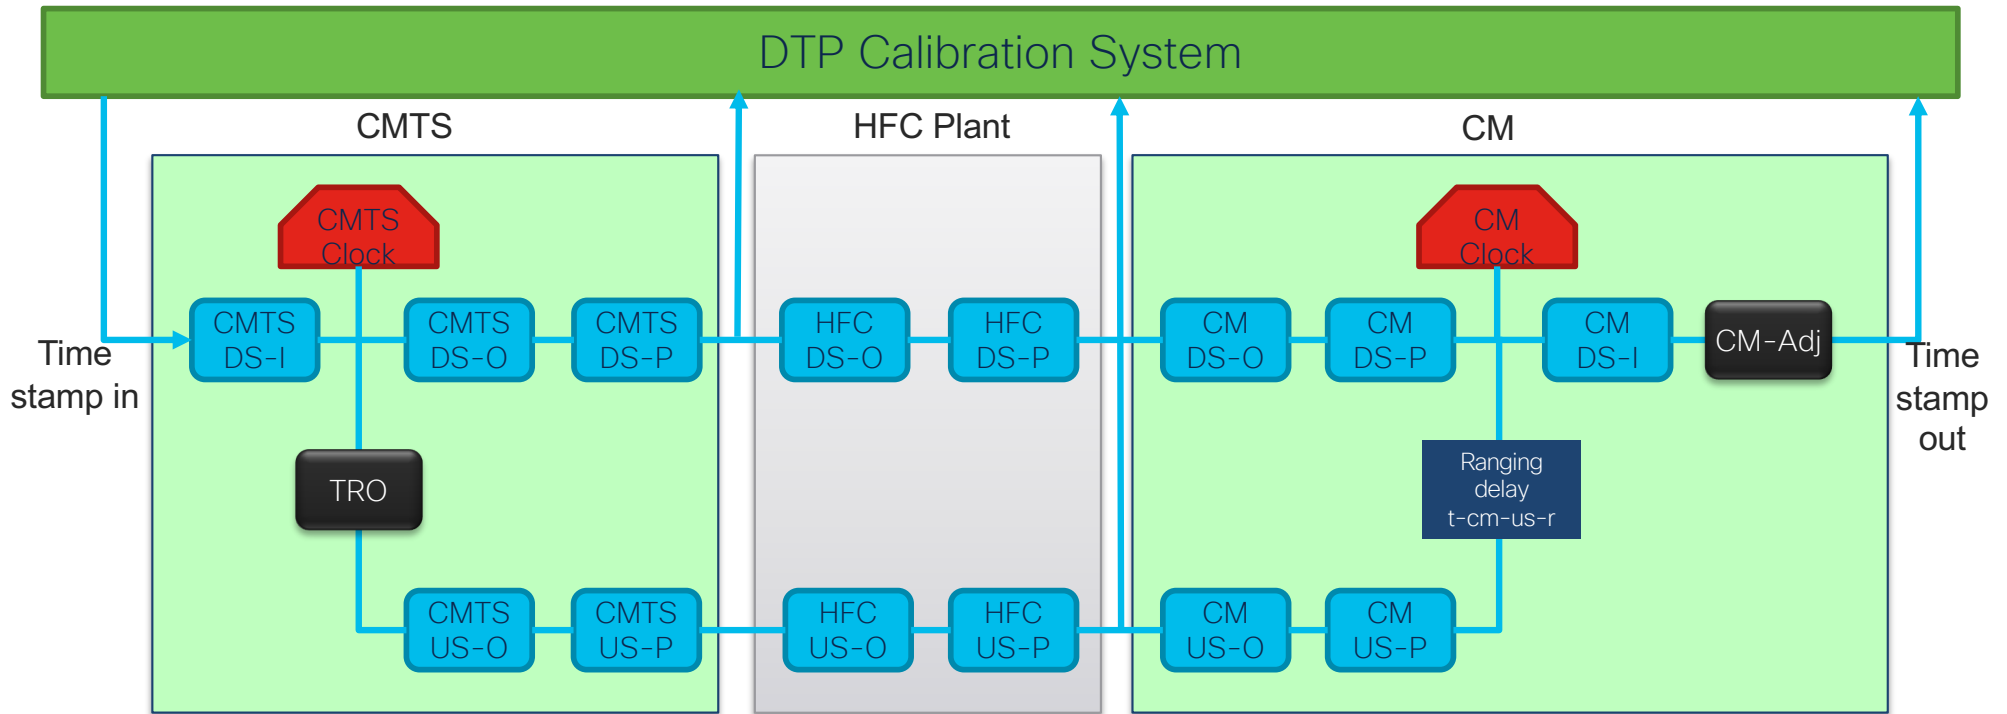 DTP Calibration System
CMTS
HFC Plant
CM
CMTS
Clock
CM
Clock
CMTS
DS-I
CMTS
DS-O
CMTS
DS-P
HFC
DS-O
HFC
DS-P
CM
DS-O
CM
DS-P
CM
DS-I
CM-Adj
Time
stamp in
Time
stamp
out
TRO
Ranging
delay
t-cm-us-r
CMTS
US-O
CMTS
US-P
HFC
US-O
HFC
US-P
CM
US-O
CM
US-P